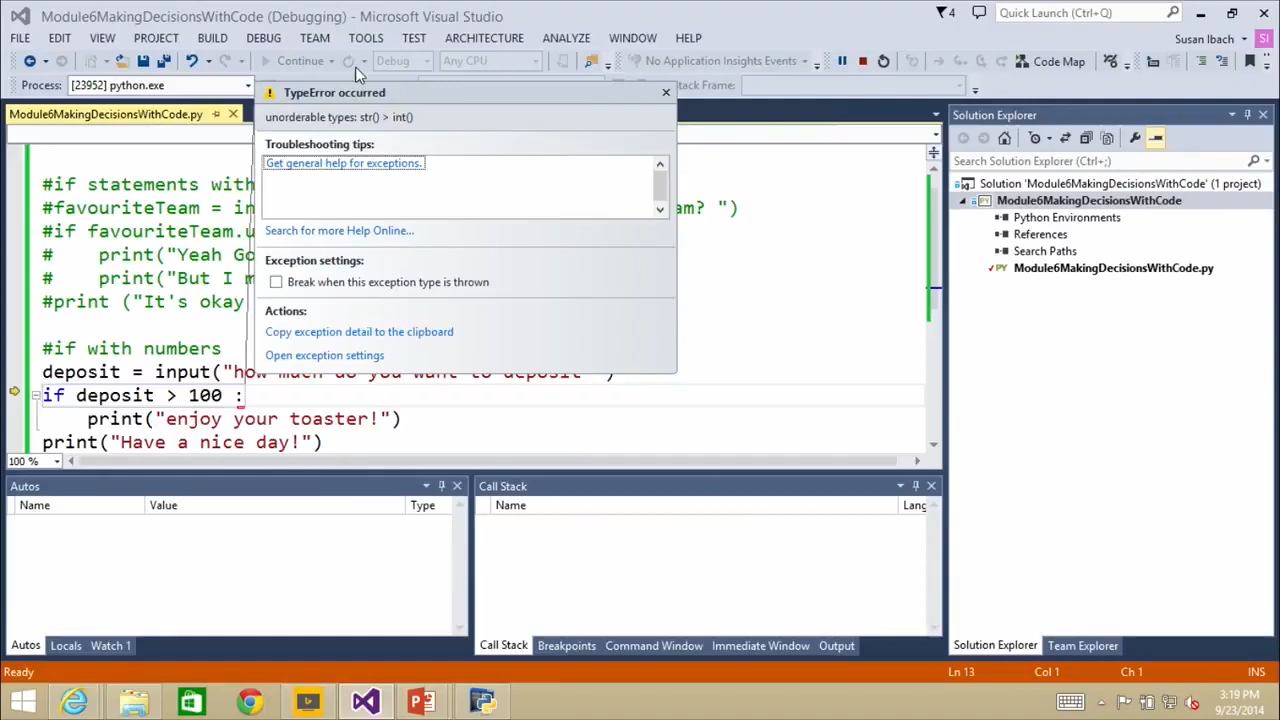 Module6MakingDecisionsWithCode (Debugging) - Microsoft Visual Studio
4
Quick Launch (Ctrl+Q)
FILE EDIT VIEW PROJECT BUILD DEBUG TEAM TOOLS TEST ARCHITECTURE ANALYZE WINDOW HELP
Susan Ibach SI
Continue Debug Any CPU No Application Insights Events Code Map
Process: [23952] python.exe
Stack Frame:
Module6MakingDecisionsWithCode.py
TypeError occurred
unorderable types: str() > int()
Troubleshooting tips:
Get general help for exceptions.
Search for more Help Online...
Exception settings:
Break when this exception type is thrown
Actions:
Copy exception detail to the clipboard
Open exception settings
#if statements with
#favouriteTeam = in am? ")
#if favouriteTeam.u
# print("Yeah Go
# print("But I m
#print ("It's okay
#if with numbers
deposit = input("how much do you want to deposit ")
if deposit > 100 :
print("enjoy your toaster!")
print("Have a nice day!")
100 %
Solution Explorer
Search Solution Explorer (Ctrl+;)
Solution 'Module6MakingDecisionsWithCode' (1 project)
Module6MakingDecisionsWithCode
Python Environments
References
Search Paths
Module6MakingDecisionsWithCode.py
Autos
Name Value Type
Call Stack
Name Lang
Autos Locals Watch 1
Call Stack Breakpoints Command Window Immediate Window Output
Solution Explorer Team Explorer
Ready Ln 13 Col 1 Ch 1 INS
3:19 PM
9/23/2014